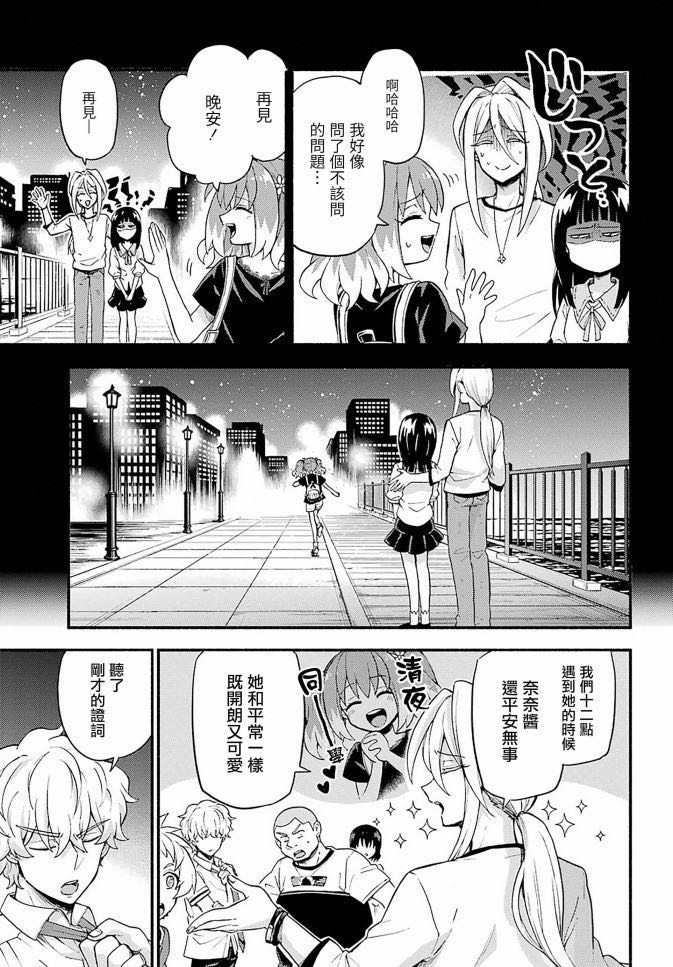 じっと…
啊哈哈哈
我好像
問了個不該問
的問題…
再見
晚安！
再見—
我們十二點
遇到她的時候
奈奈醬
還平安無事
清夜
同—學♥
她和平常一樣
既開朗又可愛
聽了
剛才的證詞